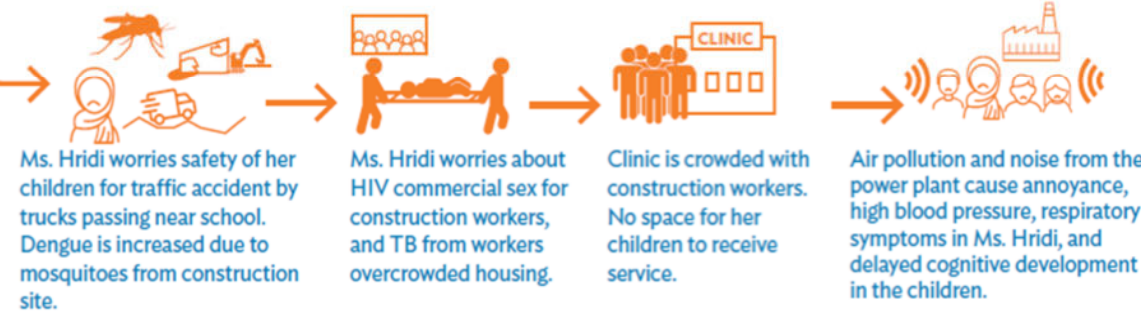 CLINIC
Ms. Hridi worries safety of her
children for traffic accident by
trucks passing near school.
Dengue is increased due to
mosquitoes from construction
site.
Ms. Hridi worries about
HIV commercial sex for
construction workers,
and TB from workers
overcrowded housing.
Clinic is crowded with
construction workers.
No space for her
children to receive
service.
Air pollution and noise from the
power plant cause annoyance,
high blood pressure, respiratory
symptoms in Ms. Hridi, and
delayed cognitive development
in the children.